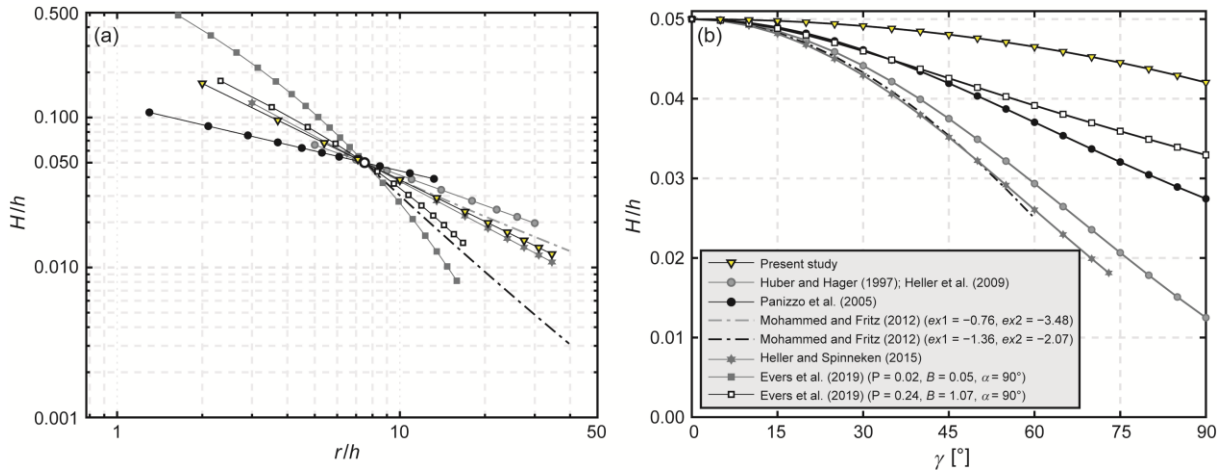 (a)
H/h
0.500
0.100
0.050
0.010
0.001
1
10
50
r/h
(b)
H/h
0.05
0.04
0.03
0.02
0.01
0.00
Present study
Huber and Hager (1997); Heller et al. (2009)
Panizzo et al. (2005)
Mohammed and Fritz (2012) (ex1 = −0.76, ex2 = −3.48)
Mohammed and Fritz (2012) (ex1 = −1.36, ex2 = −2.07)
Heller and Spinneken (2015)
Evers et al. (2019) (P = 0.02, B = 0.05, α = 90°)
Evers et al. (2019) (P = 0.24, B = 1.07, α = 90°)
0
15
30
45
60
75
90
γ [°]